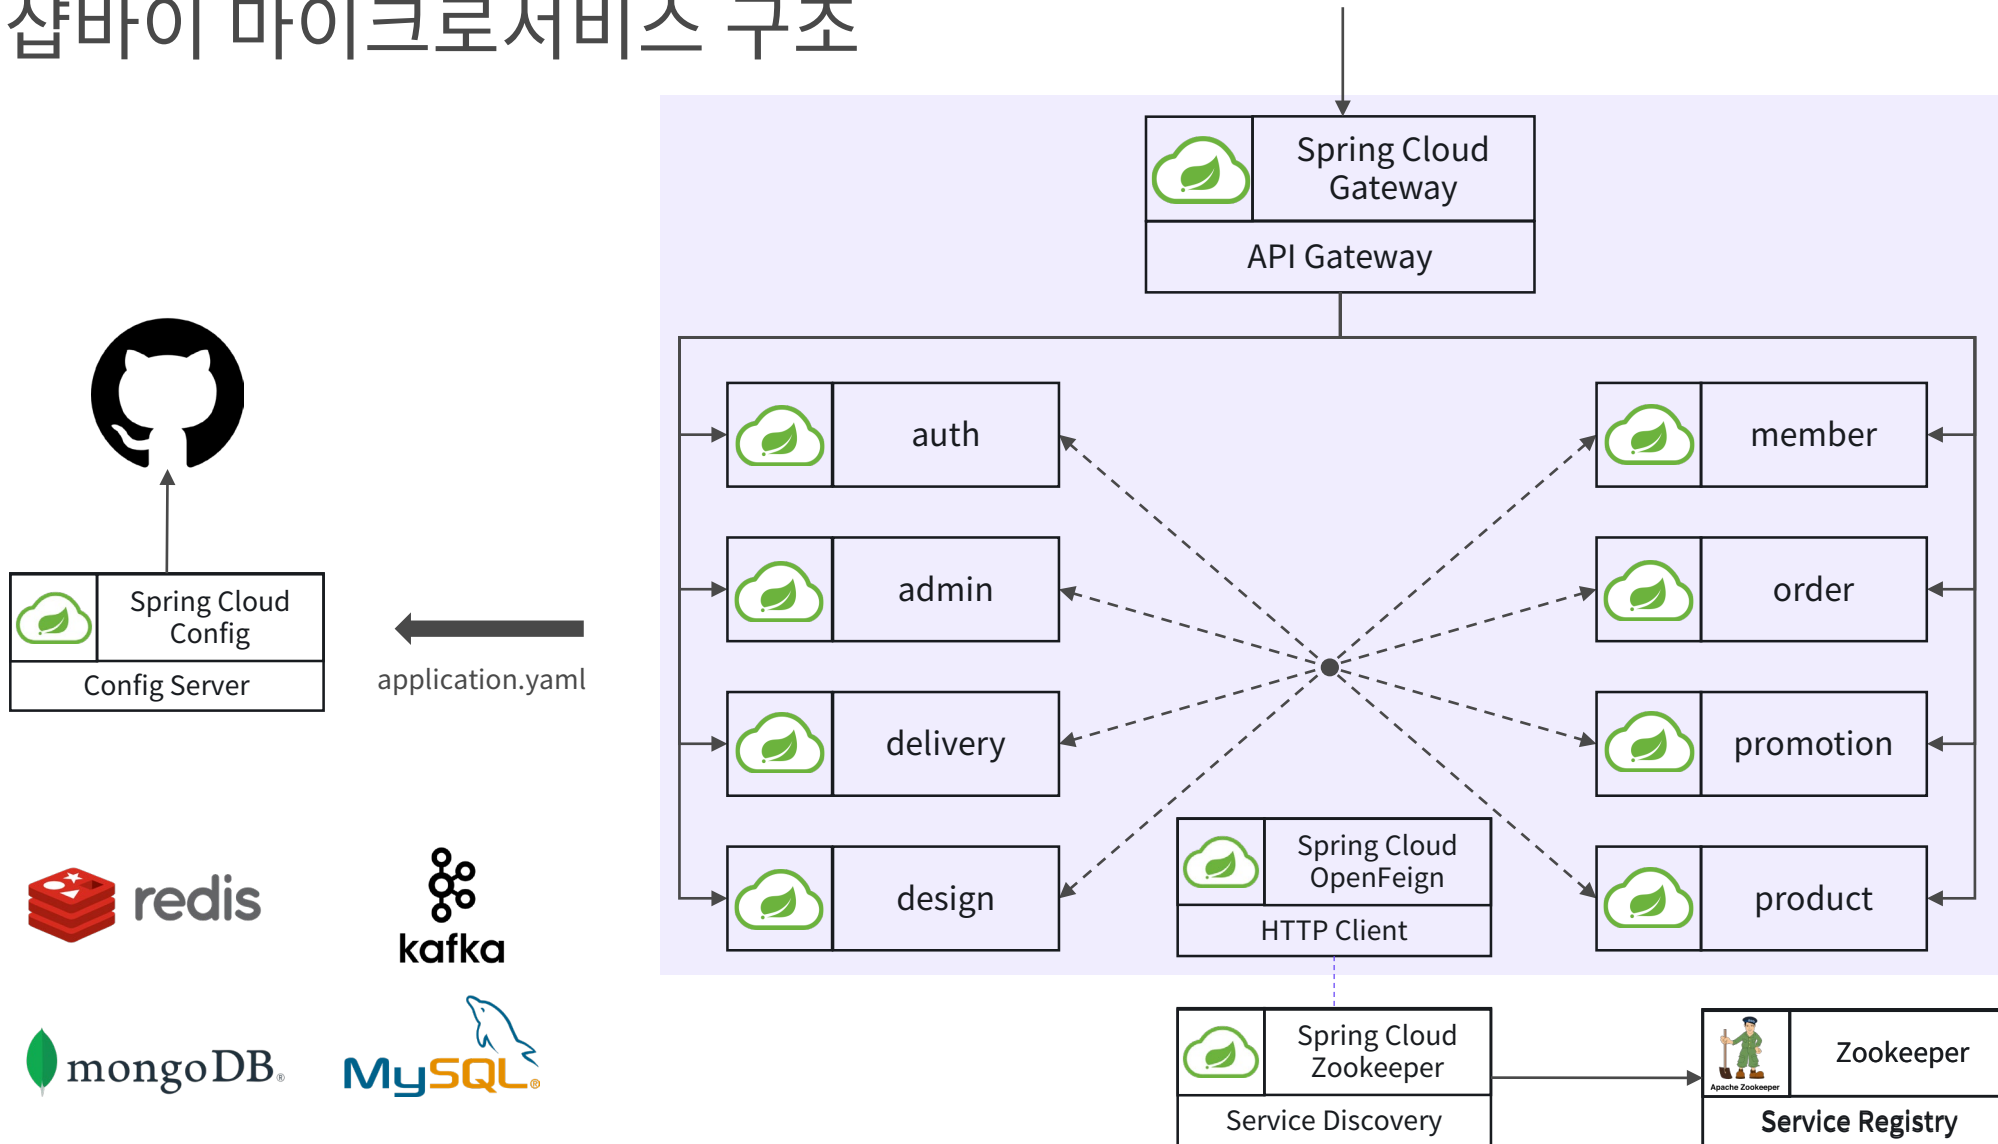 샵바이 마이크로서비스 구조
Spring Cloud
Gateway
API Gateway
auth
member
admin
order
delivery
promotion
design
product
Spring Cloud
OpenFeign
HTTP Client
Spring Cloud
Config
Config Server
application.yaml
redis
kafka
mongoDB®
MySQL®
Spring Cloud
Zookeeper
Service Discovery
Apache Zookeeper
Zookeeper
Service Registry